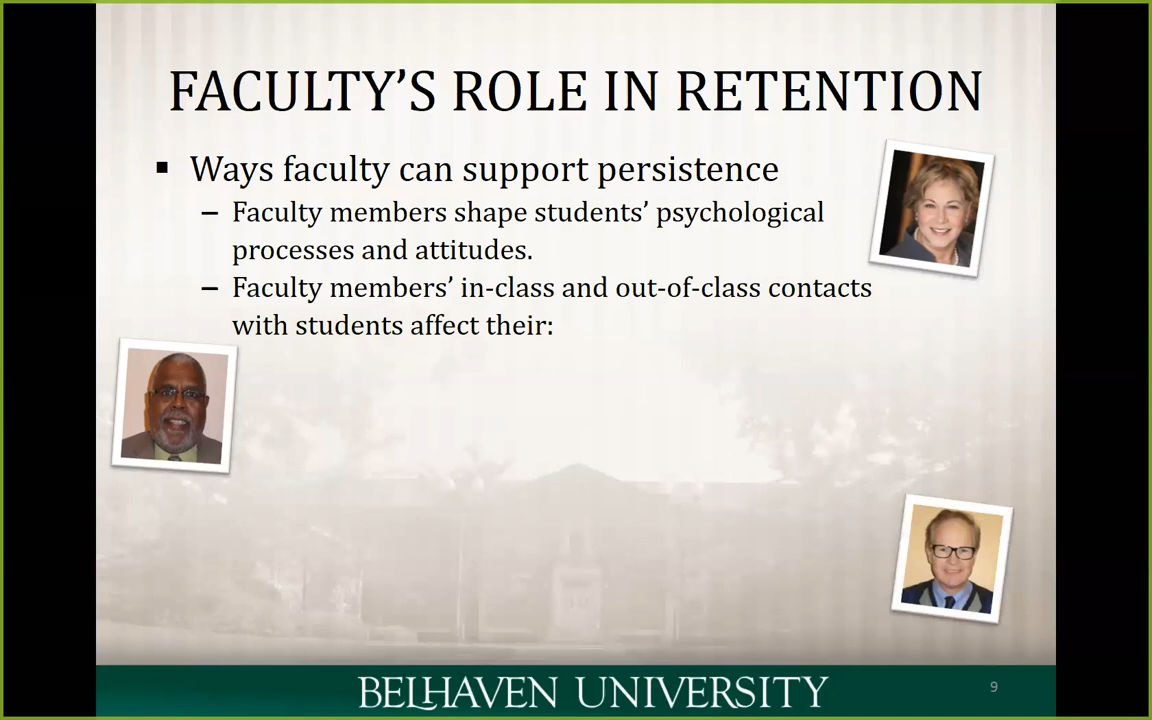 FACULTY’S ROLE IN RETENTION
▪ Ways faculty can support persistence
– Faculty members shape students’ psychological
processes and attitudes.
– Faculty members’ in-class and out-of-class contacts
with students affect their:
BELHAVEN UNIVERSITY
9